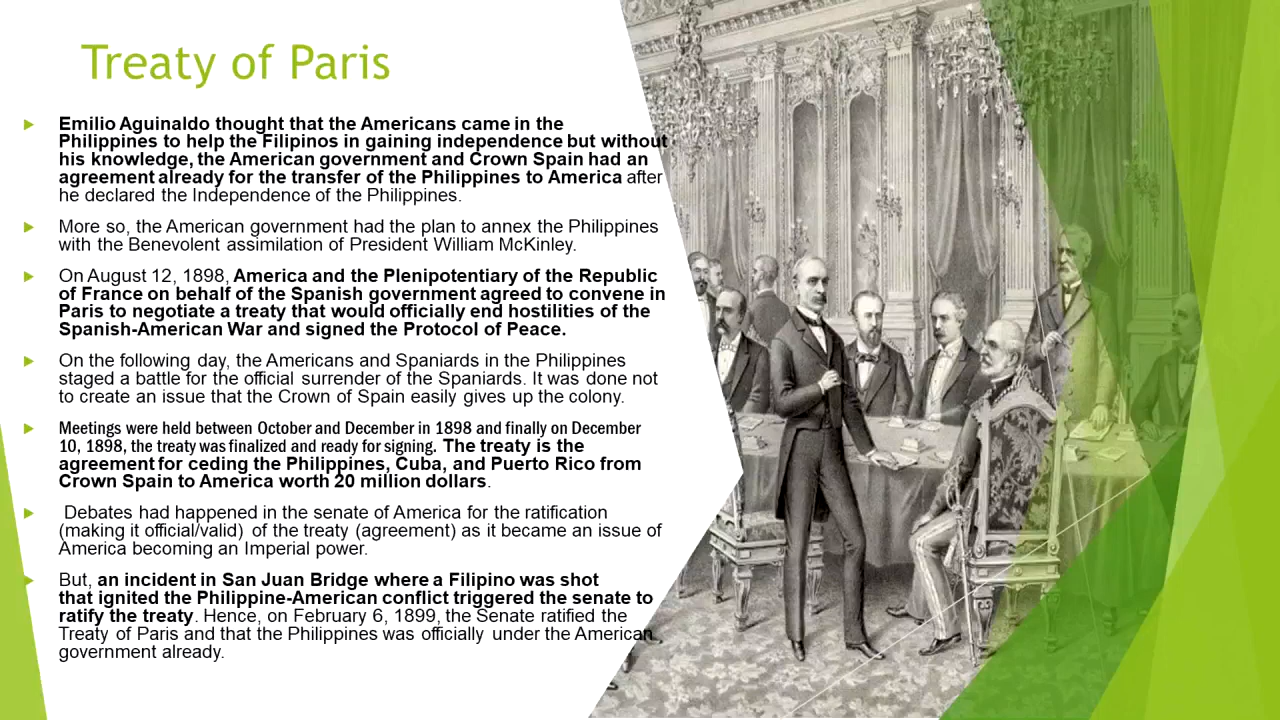 Treaty of Paris
Emilio Aguinaldo thought that the Americans came in the
Philippines to help the Filipinos in gaining independence but without
his knowledge, the American government and Crown Spain had an
agreement already for the transfer of the Philippines to America after
he declared the Independence of the Philippines.
More so, the American government had the plan to annex the Philippines
with the Benevolent assimilation of President William McKinley.
On August 12, 1898, America and the Plenipotentiary of the Republic
of France on behalf of the Spanish government agreed to convene in
Paris to negotiate a treaty that would officially end hostilities of the
Spanish-American War and signed the Protocol of Peace.
On the following day, the Americans and Spaniards in the Philippines
staged a battle for the official surrender of the Spaniards. It was done not
to create an issue that the Crown of Spain easily gives up the colony.
Meetings were held between October and December in 1898 and finally on December
10, 1898, the treaty was finalized and ready for signing. The treaty is the
agreement for ceding the Philippines, Cuba, and Puerto Rico from
Crown Spain to America worth 20 million dollars.
Debates had happened in the senate of America for the ratification
(making it official/valid) of the treaty (agreement) as it became an issue of
America becoming an Imperial power.
But, an incident in San Juan Bridge where a Filipino was shot
that ignited the Philippine-American conflict triggered the senate to
ratify the treaty. Hence, on February 6, 1899, the Senate ratified the
Treaty of Paris and that the Philippines was officially under the American
government already.